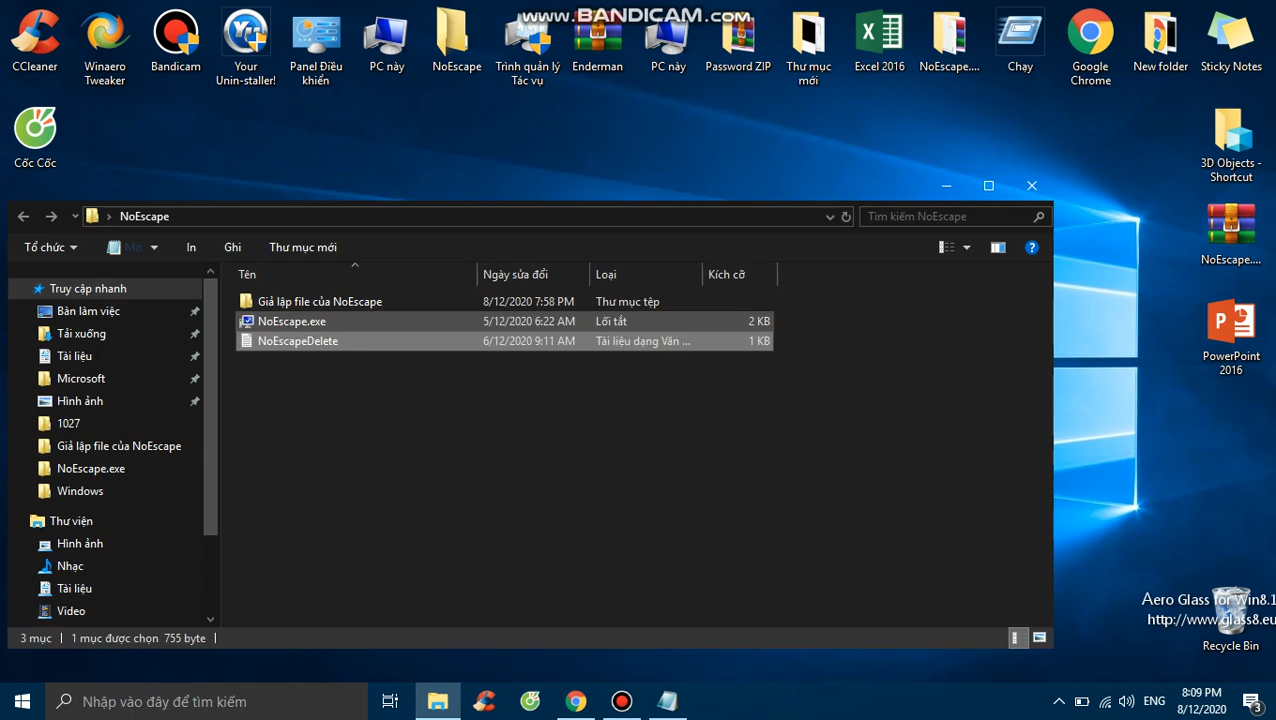 www.BANDICAM.com
CCleaner
Winaero
Tweaker
Bandicam
Your
Unin-staller!
Panel Điều
khiển
PC này
NoEscape
Trình quản lý
Tác vụ
Enderman
PC này
Password ZIP
Thư mục
mới
Excel 2016
NoEscape....
Chạy
Google
Chrome
New folder
Sticky Notes
Cốc Cốc
3D Objects -
Shortcut
NoEscape....
PowerPoint
2016
NoEscape
Tìm kiếm NoEscape
Tổ chức
Mở
In
Ghi
Thư mục mới
Tên
Ngày sửa đổi
Loại
Kích cỡ
Giả lập file của NoEscape 8/12/2020 7:58 PM Thư mục tệp
NoEscape.exe 5/12/2020 6:22 AM Lối tắt 2 KB
NoEscapeDelete 6/12/2020 9:11 AM Tài liệu dạng Văn ... 1 KB
Truy cập nhanh
Bàn làm việc
Tải xuống
Tài liệu
Microsoft
Hình ảnh
1027
Giả lập file của NoEscape
NoEscape.exe
Windows
Thư viện
Hình ảnh
Nhạc
Tài liệu
Video
3 mục
1 mục được chọn 755 byte
Aero Glass for Win8.1
http://www.glass8.eu
Recycle Bin
Nhập vào đây để tìm kiếm
ENG
8:09 PM
8/12/2020
3